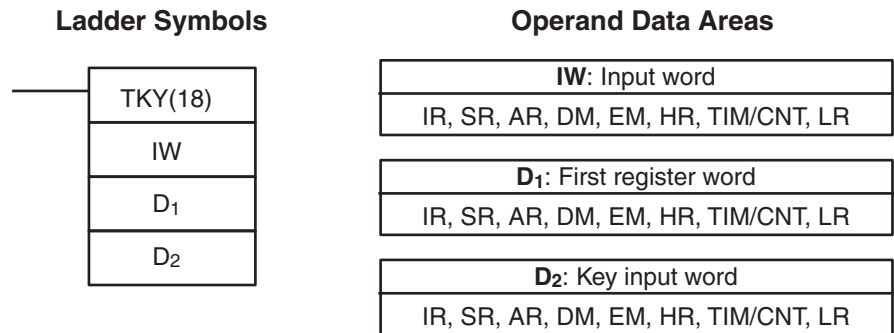 Ladder Symbols
TKY(18)
IW
D1
D2
Operand Data Areas
IW: Input word
IR, SR, AR, DM, EM, HR, TIM/CNT, LR
D1: First register word
IR, SR, AR, DM, EM, HR, TIM/CNT, LR
D2: Key input word
IR, SR, AR, DM, EM, HR, TIM/CNT, LR